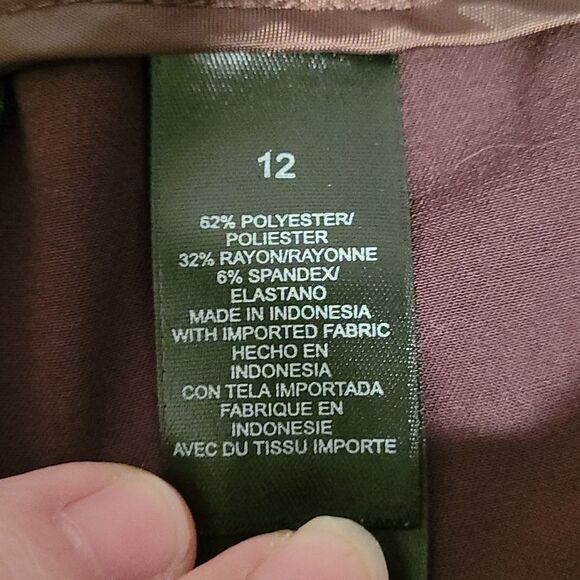 12
62% POLYESTER/
POLIESTER
32% RAYON/RAYONNE
6% SPANDEX/
ELASTANO
MADE IN INDONESIA
WITH IMPORTED FABRIC
HECHO EN
INDONESIA
CON TELA IMPORTADA
FABRIQUE EN
INDONESIE
AVEC DU TISSU IMPORTE